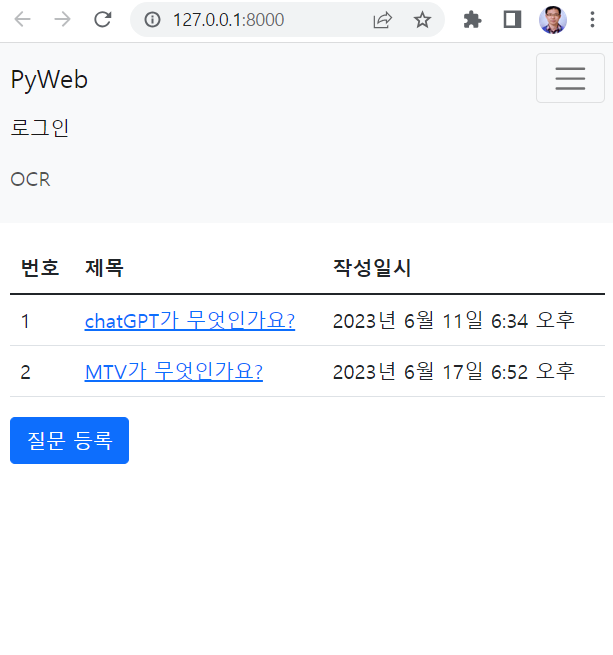 127.0.0.1:8000
PyWeb
로그인
OCR
번호 제목 작성일시
1 chatGPT가 무엇인가요? 2023년 6월 11일 6:34 오후
2 MTV가 무엇인가요? 2023년 6월 17일 6:52 오후
질문 등록